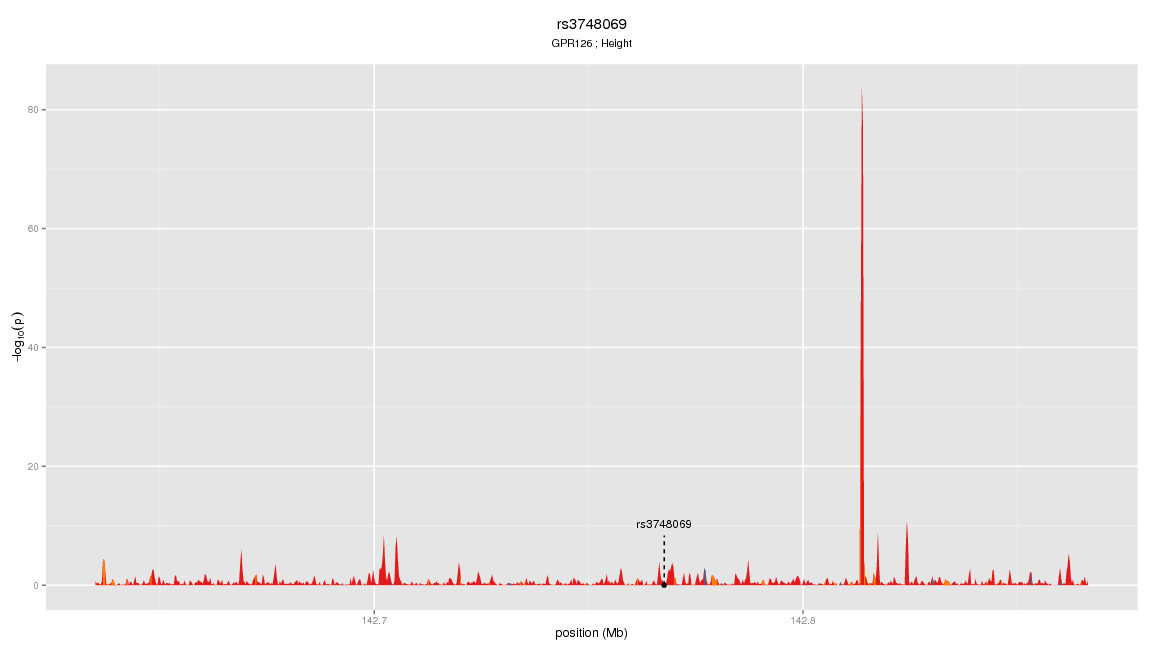 rs3748069
GPR126 ; Height
80
60
40
20
0
−log10(p)
rs3748069
142.7
142.8
position (Mb)